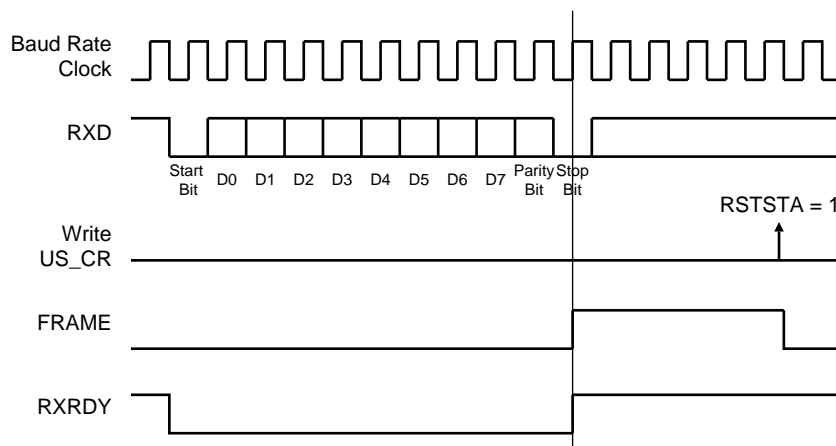 Baud Rate
Clock
RXD
Start
Bit
D0
D1
D2
D3
D4
D5
D6
D7
Parity
Bit
Stop
Bit
RSTSTA = 1
Write
US_CR
FRAME
RXRDY